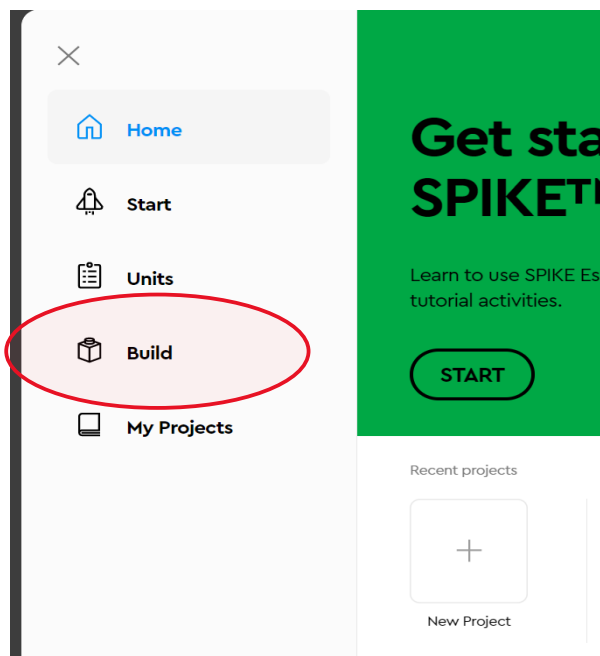 Home
Start
Units
Build
My Projects
Get sta
SPIKE™
Learn to use SPIKE Es
tutorial activities.
START
Recent projects
New Project